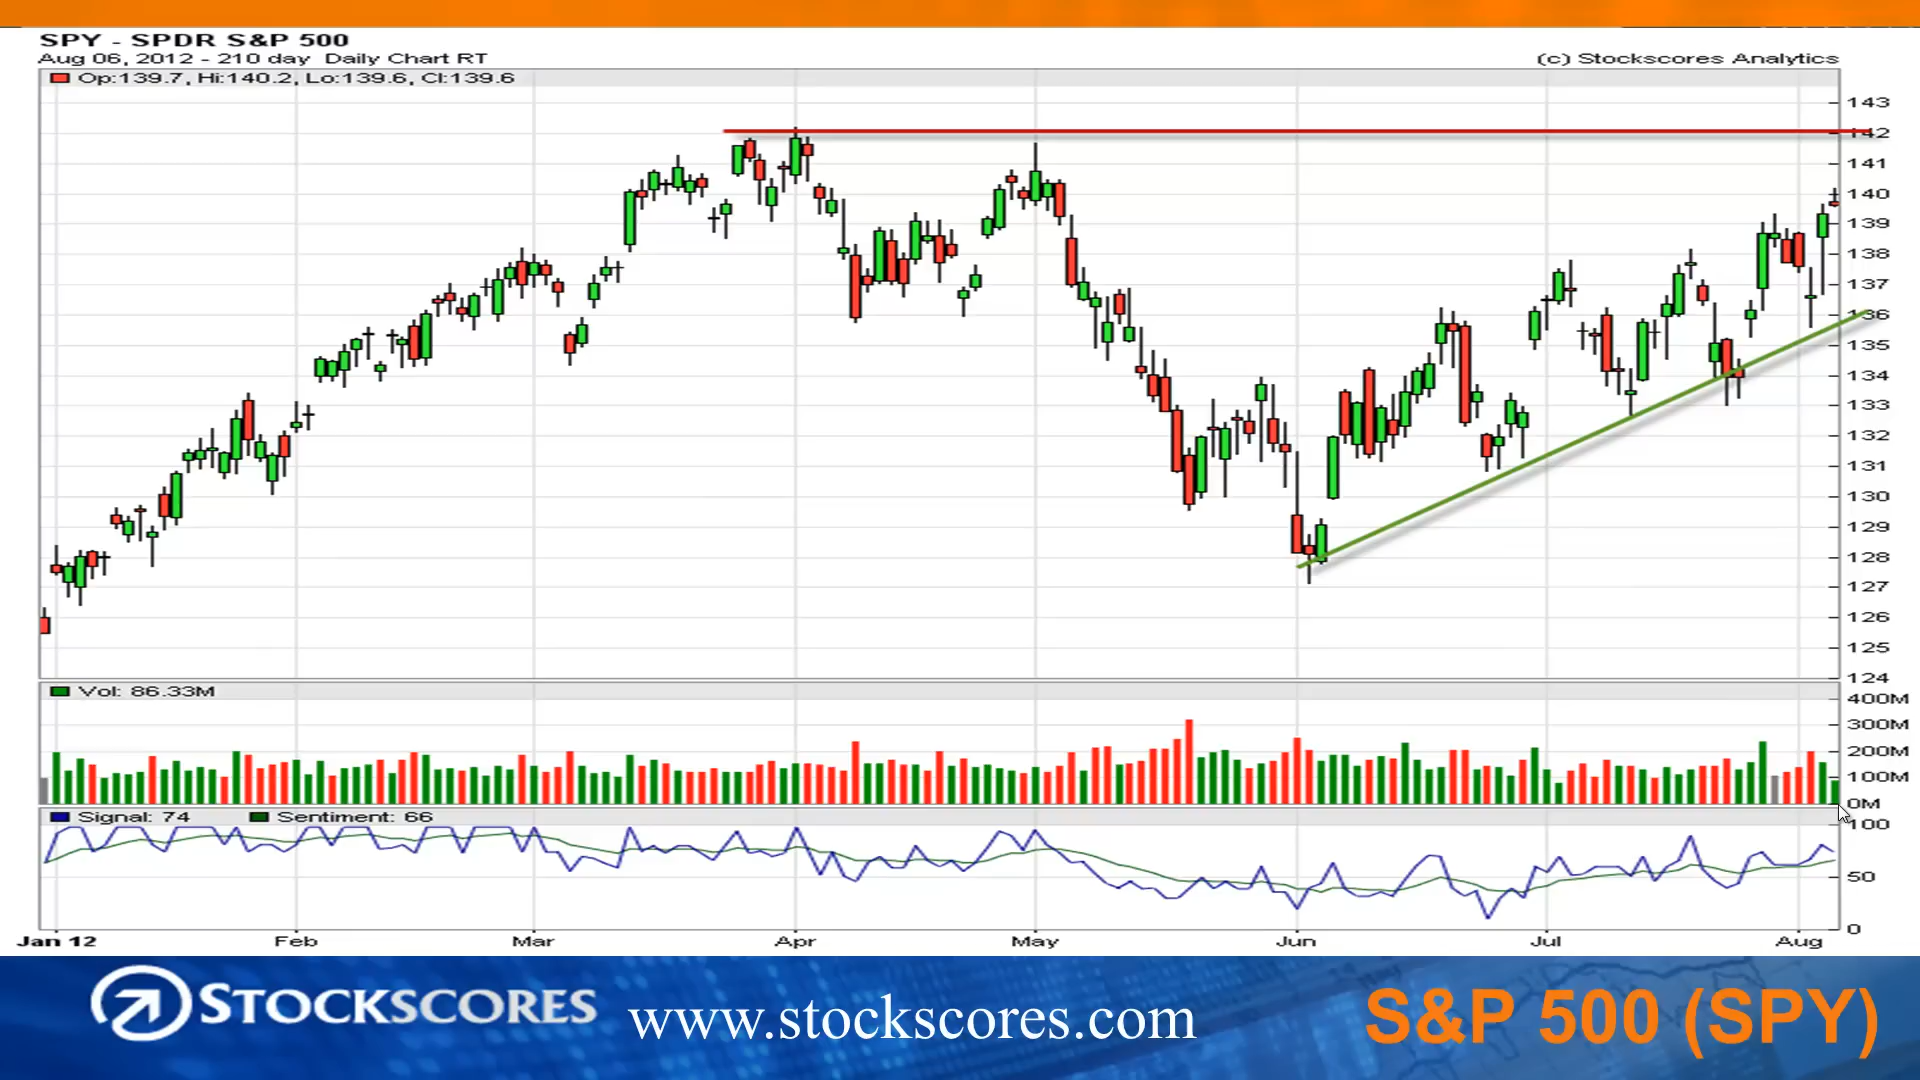 SPY - SPDR S&P 500
Aug 06, 2012 - 210 day  Daily Chart RT
(c) Stockscores Analytics
Op:139.7, Hi:140.2, Lo:139.6, Cl:139.6
143
142
141
140
139
138
137
136
135
134
133
132
131
130
129
128
127
126
125
124
Vol: 86.33M
400M
300M
200M
100M
0M
Signal: 74
Sentiment: 66
100
50
0
Jan 12
Feb
Mar
Apr
May
Jun
Jul
Aug
STOCKSCORES
www.stockscores.com
S&P 500 (SPY)